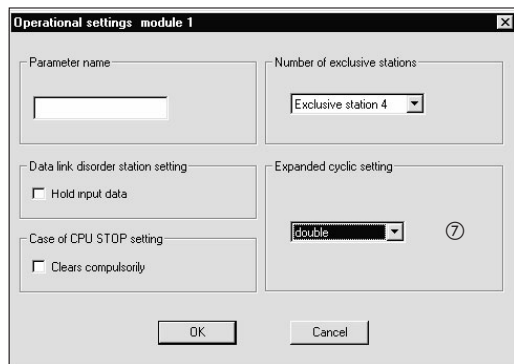 Operational settings module 1
Parameter name
Number of exclusive stations
Exclusive station 4
Data link disorder station setting
Hold input data
Expanded cyclic setting
double
⑦
Case of CPU STOP setting
Clears compulsorily
OK
Cancel